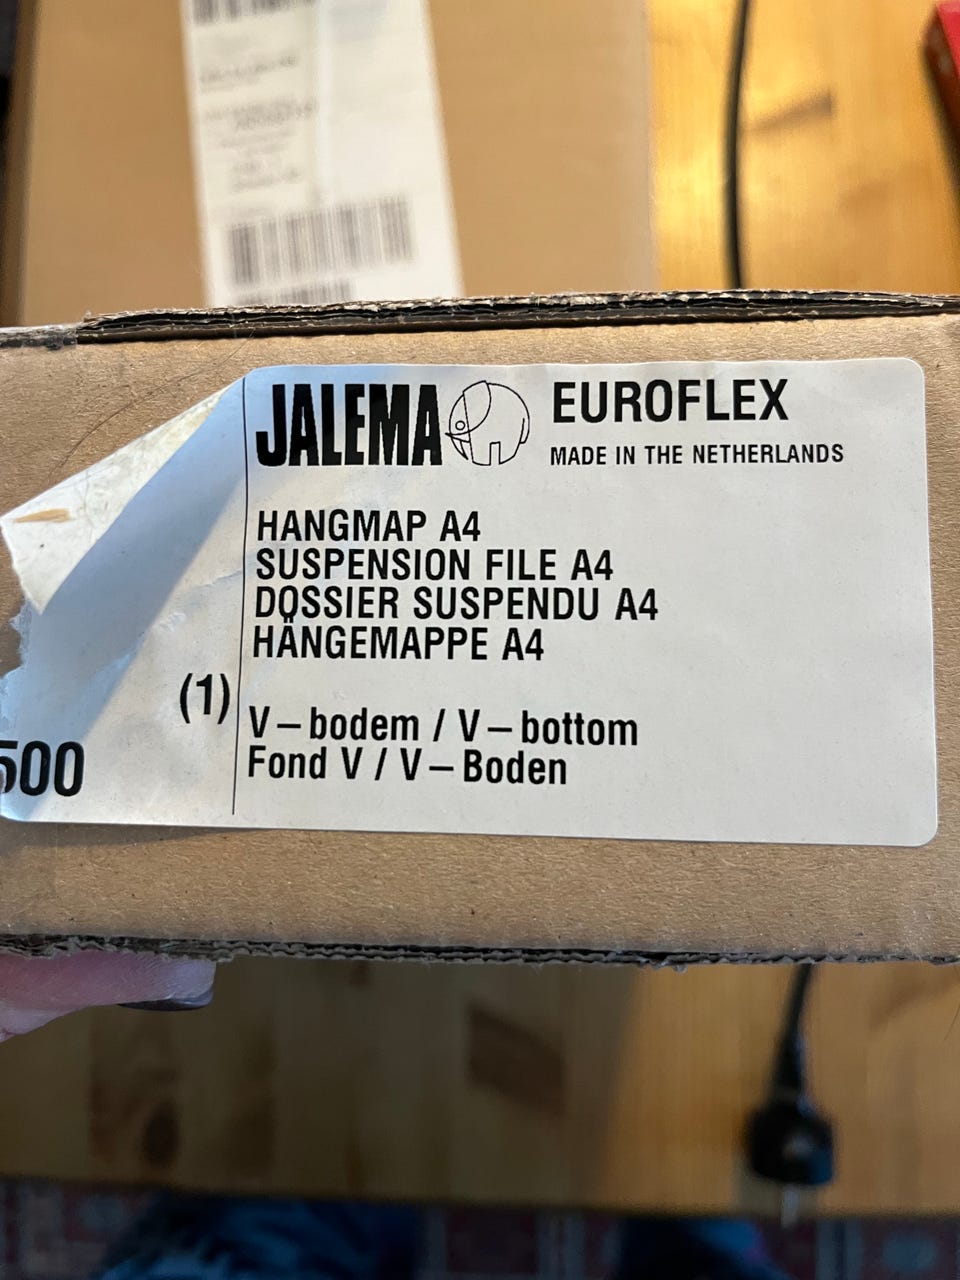 JALEMA
EUROFLEX
MADE IN THE NETHERLANDS
HANGMAP A4
SUSPENSION FILE A4
DOSSIER SUSPENDU A4
HÄNGEMAPPE A4
(1)
V – bodem / V – bottom
Fond V / V – Boden
500